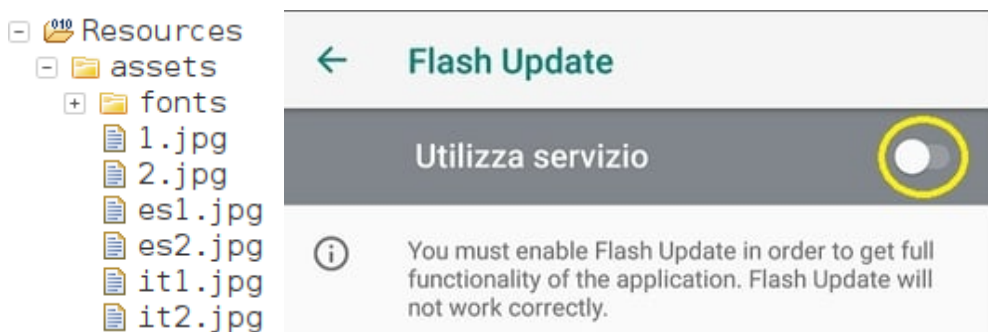 Resources
assets
fonts
1.jpg
2.jpg
es1.jpg
es2.jpg
it1.jpg
it2.jpg
Flash Update
Utilizza servizio
You must enable Flash Update in order to get full
functionality of the application. Flash Update will
not work correctly.